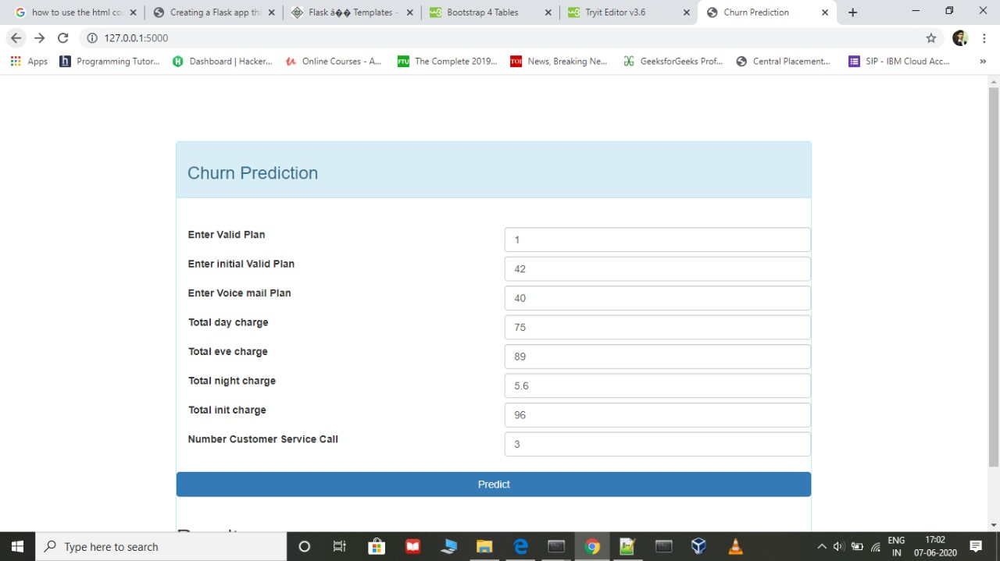 how to use the html co
Creating a Flask app tha
Flask â�� Templates -
Bootstrap 4 Tables
Tryit Editor v3.6
Churn Prediction
127.0.0.1:5000
Apps
Programming Tutor...
Dashboard | Hacker...
Online Courses - A...
FTU The Complete 2019...
TOI News, Breaking Ne...
GeeksforGeeks Prof...
Central Placement...
SIP - IBM Cloud Acc...
»
Churn Prediction
Enter Valid Plan
1
Enter initial Valid Plan
42
Enter Voice mail Plan
40
Total day charge
75
Total eve charge
89
Total night charge
5.6
Total init charge
96
Number Customer Service Call
3
Predict
Type here to search
ENG
IN
17:02
07-06-2020